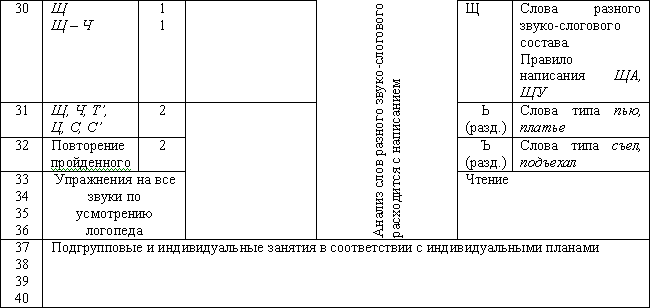 30 Щ 1 Щ Слова разного
Щ – Ч 1 звуко-слогового
состава.
Правило
написания ЩА,
ЩУ
Анализ слов разного звуко-слогового
расходится с написанием
31 Щ, Ч, Т’, 2 Ь Слова типа пью,
Ц, С, С’ (разд.) платье
32 Повторение 2 Ъ Слова типа съел,
пройденного (разд.) подъехал
33 Упражнения на все Чтение
34 звуки по
35 усмотрению
36 логопеда
37 Подгрупповые и индивидуальные занятия в соответствии с индивидуальными планами
38
39
40